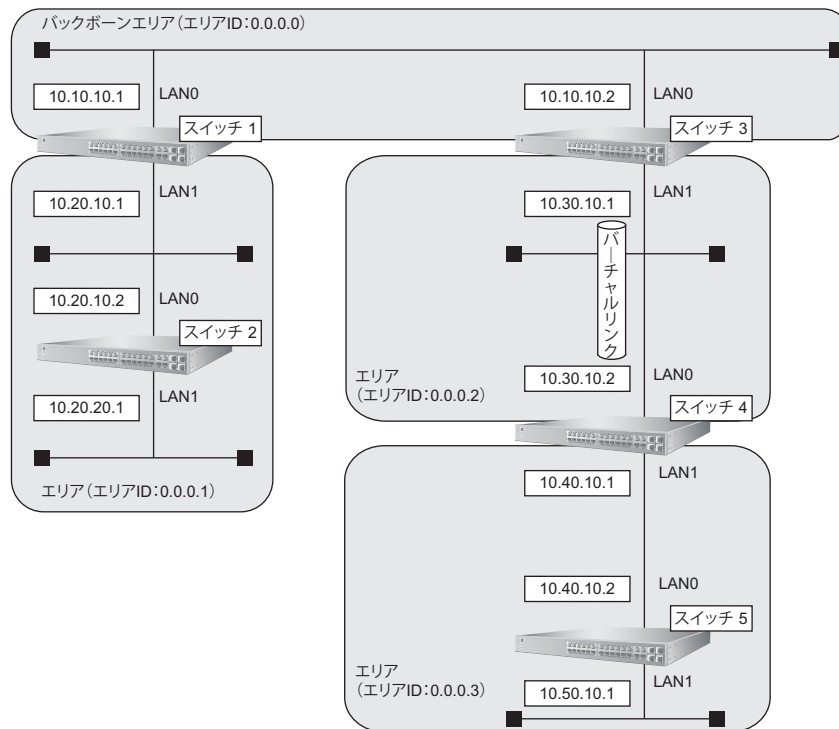 バックボーンエリア（エリアID：0.0.0.0）
10.10.10.1
LAN0
スイッチ 1
10.10.10.2
LAN0
スイッチ 3
10.20.10.1
LAN1
10.20.10.2
LAN0
スイッチ 2
10.20.20.1
LAN1
エリア（エリアID：0.0.0.1）
10.30.10.1
LAN1
バーチャルリンク
エリア
（エリアID：0.0.0.2）
10.30.10.2
LAN0
スイッチ 4
10.40.10.1
LAN1
10.40.10.2
LAN0
スイッチ 5
エリア
（エリアID：0.0.0.3）
10.50.10.1
LAN1